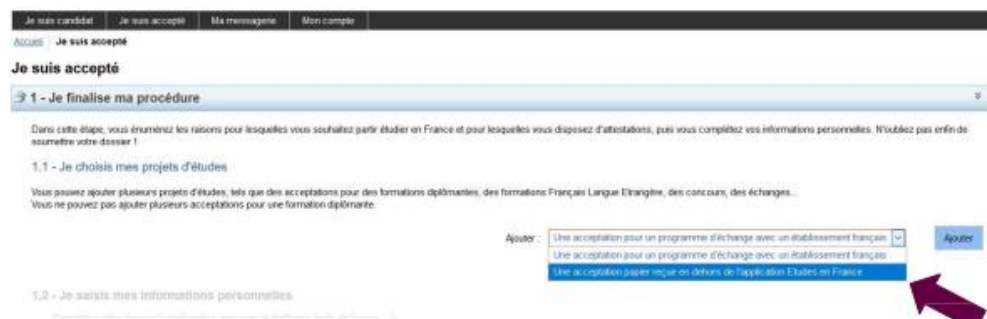 Je suis candidat Je suis accepté Ma messagerie Mon compte
Accueil Je suis accepté
Je suis accepté
1 - Je finalise ma procédure
Dans cette étape, vous énumérez les raisons pour lesquelles vous souhaitez partir étudier en France et pour lesquelles vous disposez d'attestations, puis vous complétez vos informations personnelles. N'oubliez pas enfin de
soumettre votre dossier !
1.1 - Je choisis mes projets d'études
Vous pouvez ajouter plusieurs projets d'études, tels que des acceptations pour des formations diplômantes, des formations Français Langue Etrangère, des concours, des échanges...
Vous ne pouvez pas ajouter plusieurs acceptations pour une formation diplômante.
Ajouter : Une acceptation pour un programme d'échange avec un établissement français Ajouter
Une acceptation pour un programme d'échange avec un établissement français
Une acceptation papier reçue en dehors de l'application Etudes en France
1.2 - Je saisis mes informations personnelles